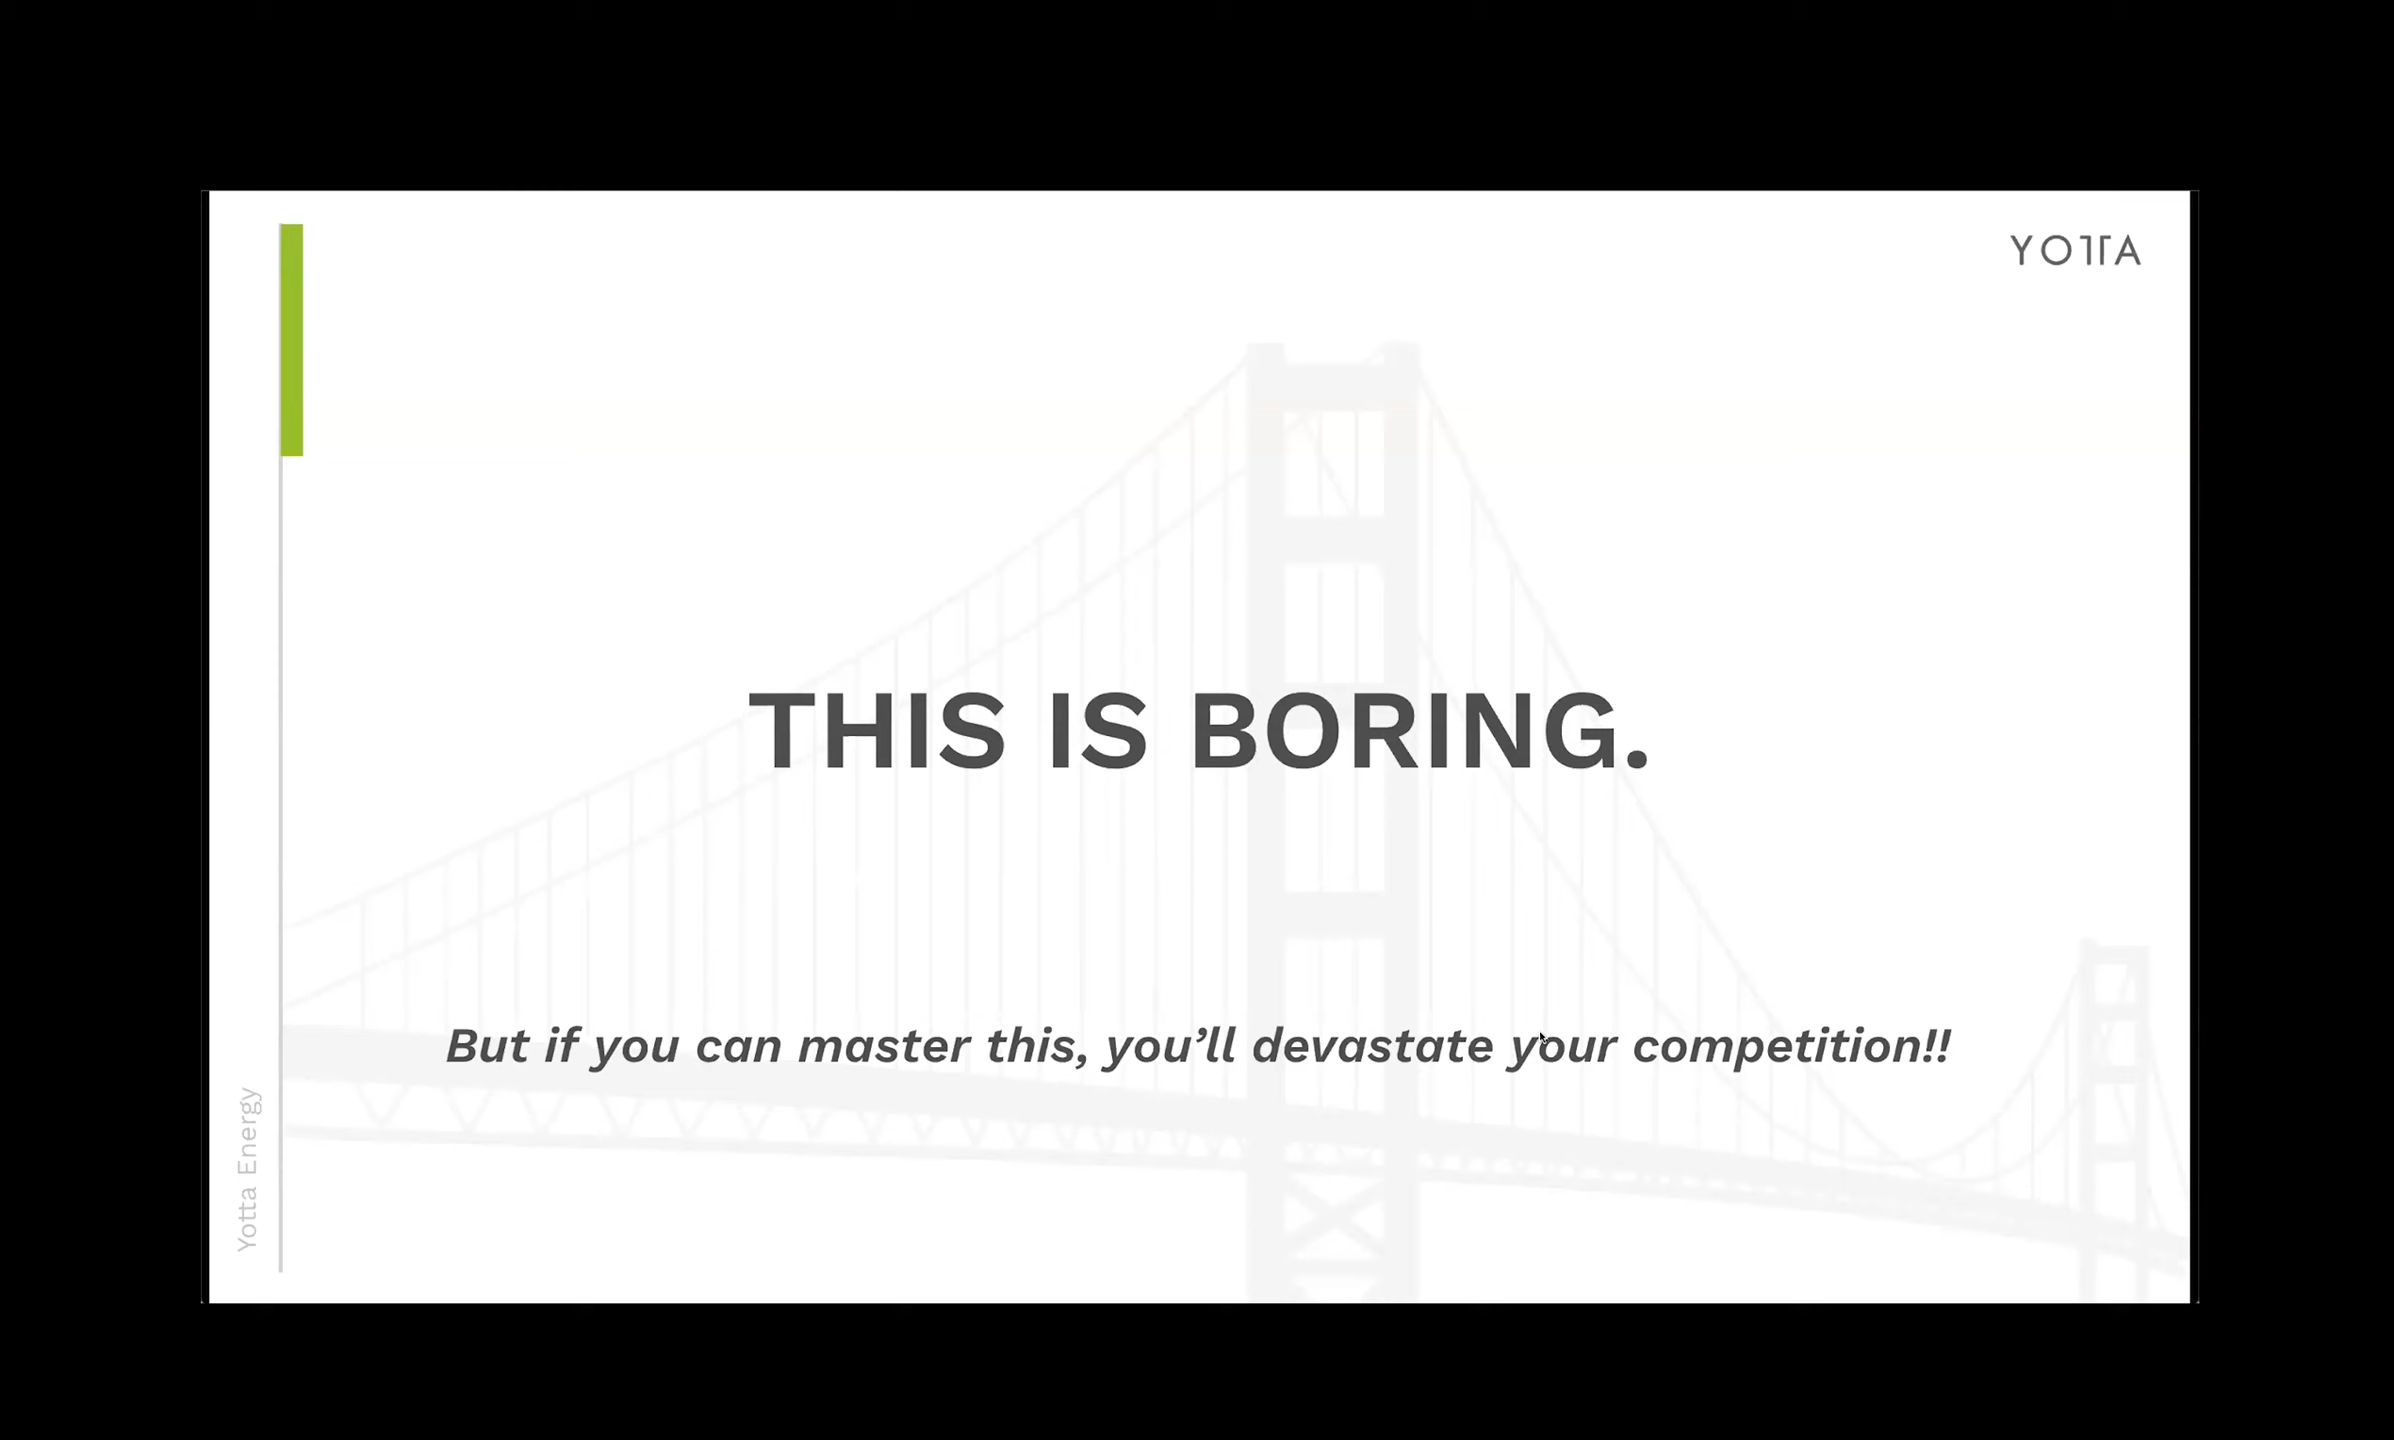 YOTTA
THIS IS BORING.
But if you can master this, you’ll devastate your competition!!
Yotta Energy